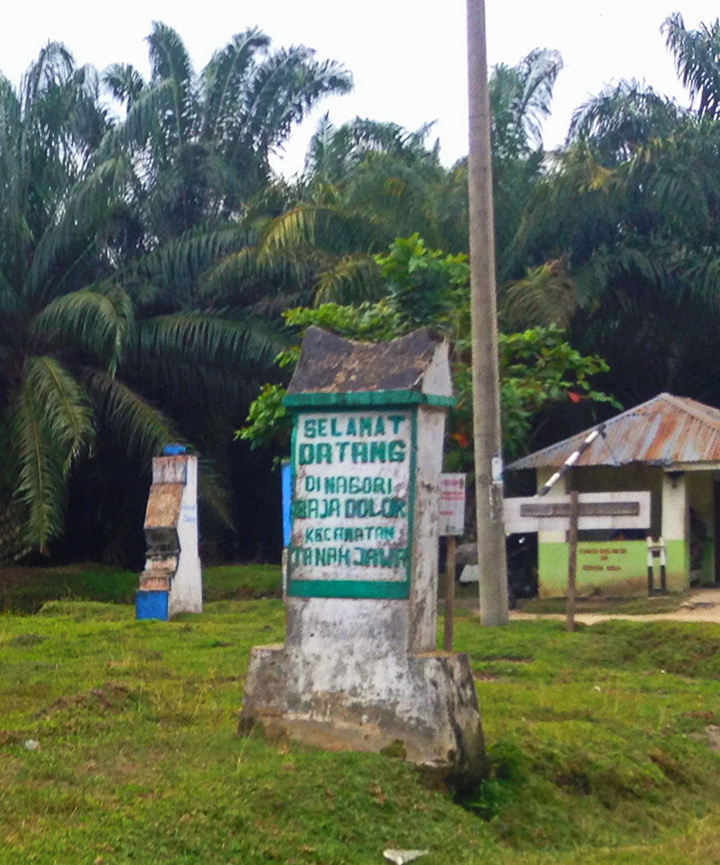 SELAMAT
DATANG
DI NAGORI
BAJA DOLOK
KECAMATAN
TANAH JAWA